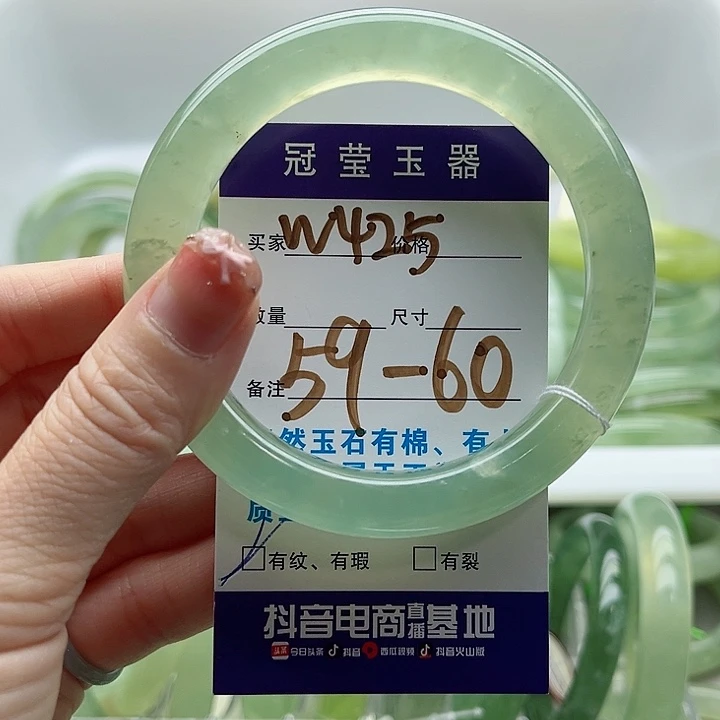 冠莹玉器
买家 W425 价格
数量 尺寸
备注 59-60
然玉石有棉、有
有纹、有瑕 有裂
抖音电商直播基地
头条 今日头条 抖音 西瓜视频 抖音火山版